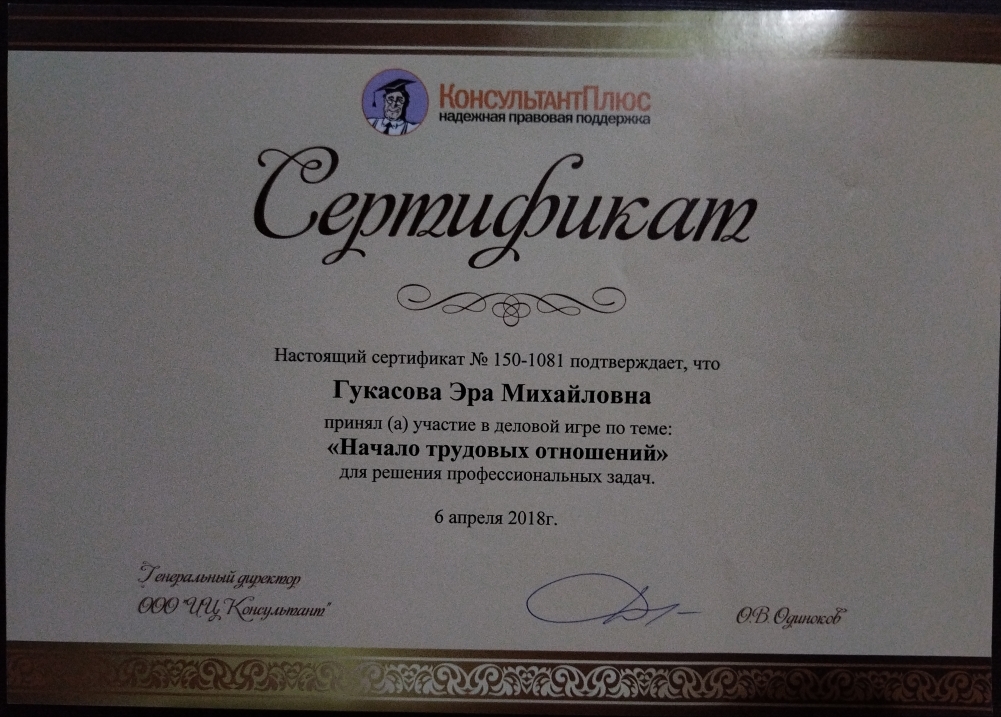 КонсультантПлюс
надежная правовая поддержка
Сертификат
Настоящий сертификат № 150-1081 подтверждает, что
Гукасова Эра Михайловна
принял (а) участие в деловой игре по теме:
«Начало трудовых отношений»
для решения профессиональных задач.
6 апреля 2018г.
Генеральный директор
ООО "ИЦ Консультант"
О.В. Одиноков